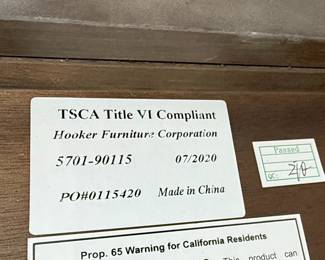 TSCA Title VI Compliant
Hooker Furniture Corporation
5701-90115 07/2020
PO#0115420 Made in China
Passed
QC:
Prop. 65 Warning for California Residents
This product can